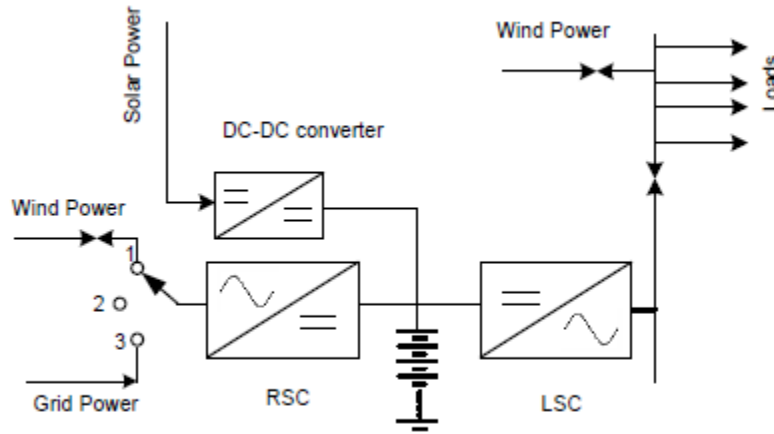 Wind Power
Solar Power
Loads
DC-DC converter
Wind Power
1
2
3
Grid Power
RSC
LSC